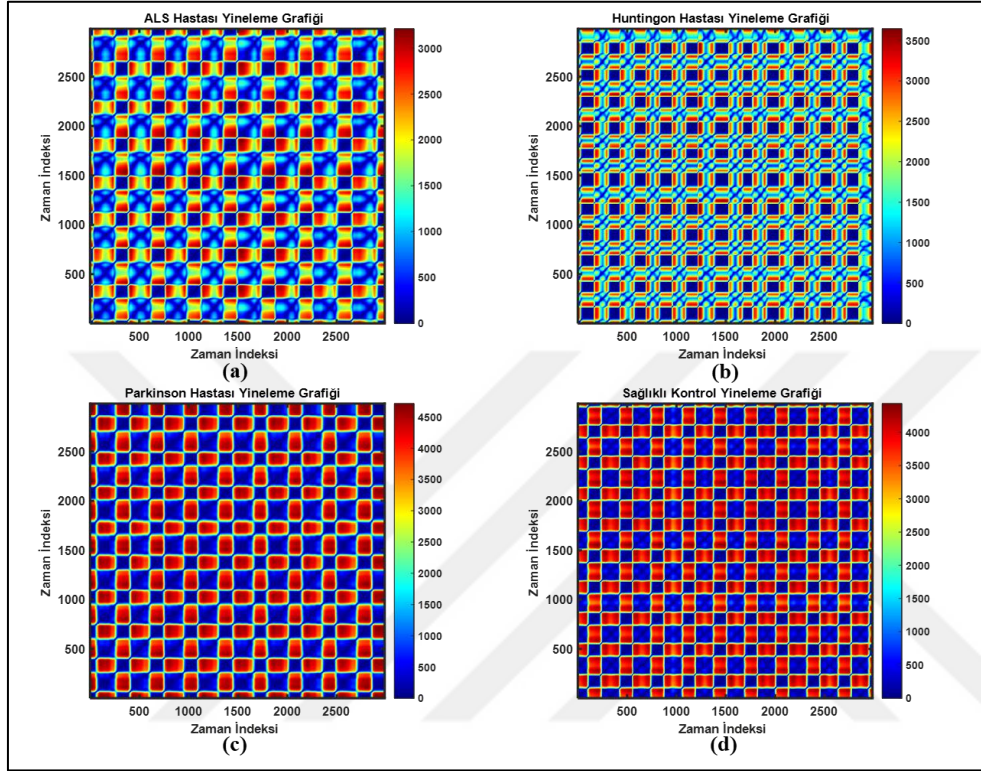 ALS Hastası Yineleme Grafiği
Zaman İndeksi
2500
2000
1500
1000
500
500 1000 1500 2000 2500
Zaman İndeksi
3000
2500
2000
1500
1000
500
0
(a)
Huntingon Hastası Yineleme Grafiği
Zaman İndeksi
2500
2000
1500
1000
500
500 1000 1500 2000 2500
Zaman İndeksi
3500
3000
2500
2000
1500
1000
500
0
(b)
Parkinson Hastası Yineleme Grafiği
Zaman İndeksi
2500
2000
1500
1000
500
500 1000 1500 2000 2500
Zaman İndeksi
4500
4000
3500
3000
2500
2000
1500
1000
500
0
(c)
Sağlıklı Kontrol Yineleme Grafiği
Zaman İndeksi
2500
2000
1500
1000
500
500 1000 1500 2000 2500
Zaman İndeksi
4000
3500
3000
2500
2000
1500
1000
500
0
(d)